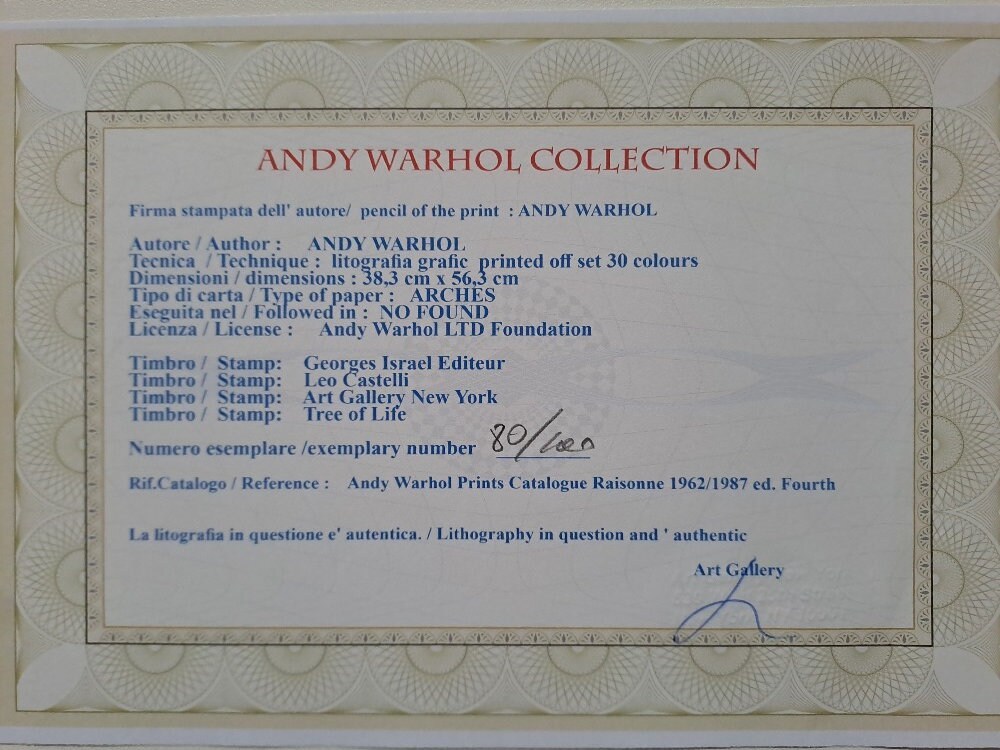 ANDY WARHOL COLLECTION
Firma stampata dell' autore/ pencil of the print : ANDY WARHOL
Autore / Author : ANDY WARHOL
Tecnica / Technique : litografia grafic printed off set 30 colours
Dimensioni / dimensions : 38,3 cm x 56,3 cm
Tipo di carta / Type of paper : ARCHES
Eseguita nel / Followed in : NO FOUND
Licenza / License : Andy Warhol LTD Foundation
Timbro / Stamp: Georges Israel Editeur
Timbro / Stamp: Leo Castelli
Timbro / Stamp: Art Gallery New York
Timbro / Stamp: Tree of Life
Numero esemplare /exemplary number 80/100
Rif.Catalogo / Reference : Andy Warhol Prints Catalogue Raisonne 1962/1987 ed. Fourth
La litografia in questione e' autentica. / Lithography in question and ' authentic
Art Gallery